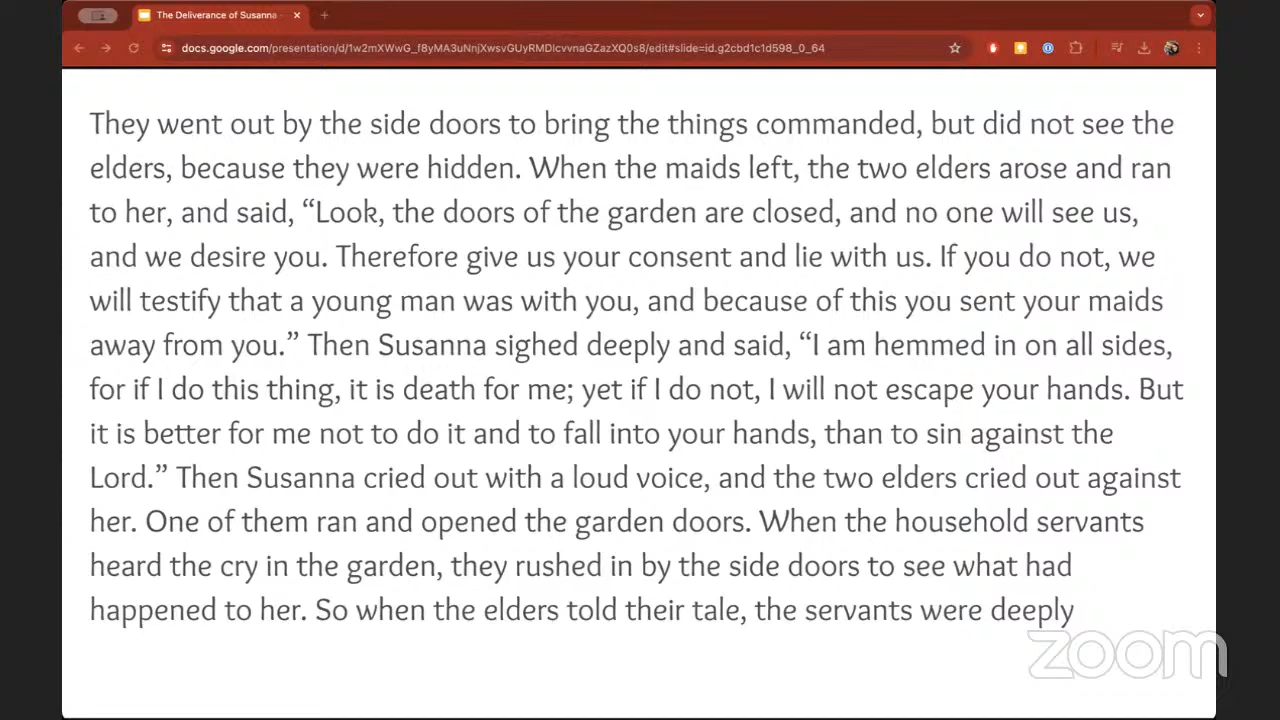 The Deliverance of Susanna
docs.google.com/presentation/d/1w2mXWwG_f8yMA3uNnjXwsvGUyRMDlcvvnaGZazXQ0s8/edit#slide=id.g2cbd1c1d598_0_64
They went out by the side doors to bring the things commanded, but did not see the
elders, because they were hidden. When the maids left, the two elders arose and ran
to her, and said, “Look, the doors of the garden are closed, and no one will see us,
and we desire you. Therefore give us your consent and lie with us. If you do not, we
will testify that a young man was with you, and because of this you sent your maids
away from you.” Then Susanna sighed deeply and said, “I am hemmed in on all sides,
for if I do this thing, it is death for me; yet if I do not, I will not escape your hands. But
it is better for me not to do it and to fall into your hands, than to sin against the
Lord.” Then Susanna cried out with a loud voice, and the two elders cried out against
her. One of them ran and opened the garden doors. When the household servants
heard the cry in the garden, they rushed in by the side doors to see what had
happened to her. So when the elders told their tale, the servants were deeply
zoom